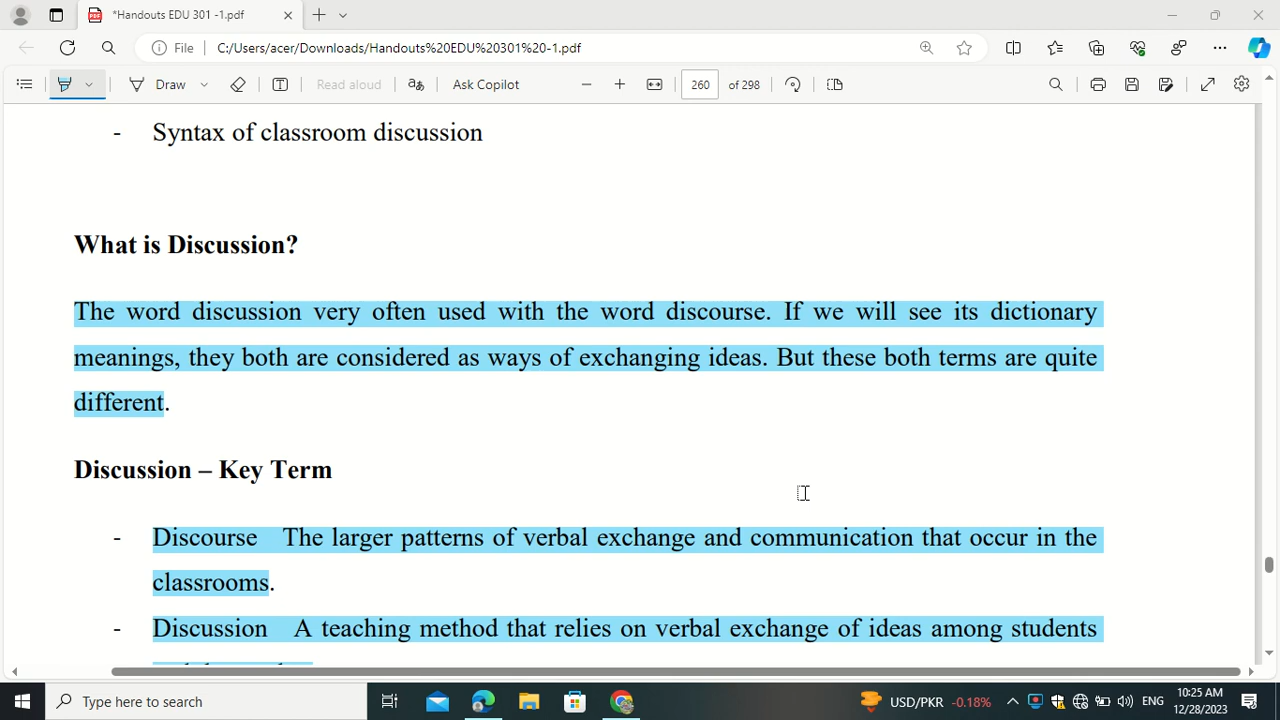 *Handouts EDU 301 -1.pdf
File C:/Users/acer/Downloads/Handouts%20EDU%20301%20-1.pdf
Draw Read aloud aあ Ask Copilot 260 of 298
- Syntax of classroom discussion
What is Discussion?
The word discussion very often used with the word discourse. If we will see its dictionary
meanings, they both are considered as ways of exchanging ideas. But these both terms are quite
different.
Discussion – Key Term
- Discourse The larger patterns of verbal exchange and communication that occur in the
classrooms.
- Discussion A teaching method that relies on verbal exchange of ideas among students
Type here to search
USD/PKR -0.18% ENG 10:25 AM
12/28/2023